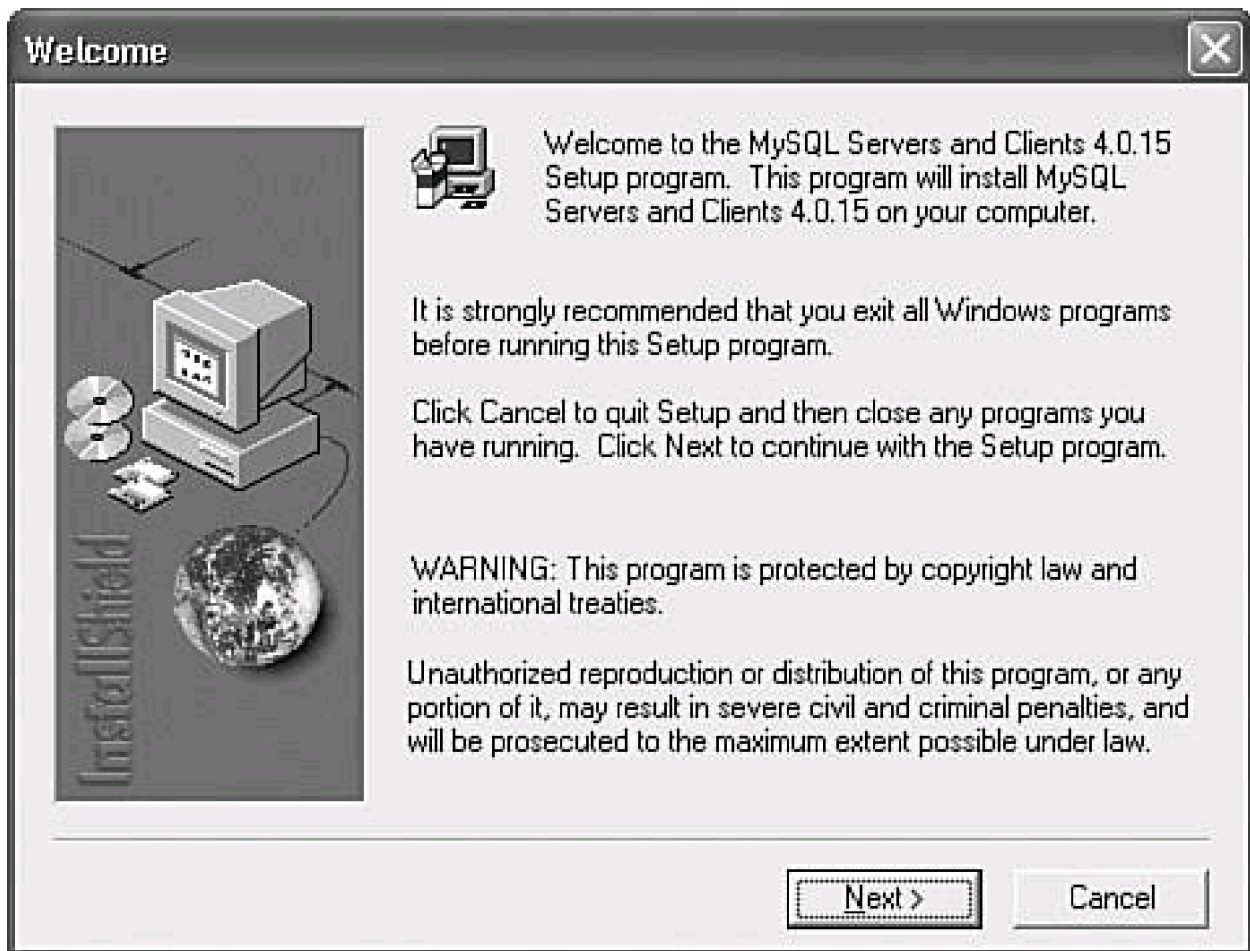 Welcome
Welcome to the MySQL Servers and Clients 4.0.15
Setup program.  This program will install MySQL
Servers and Clients 4.0.15 on your computer.
It is strongly recommended that you exit all Windows programs
before running this Setup program.
Click Cancel to quit Setup and then close any programs you
have running.  Click Next to continue with the Setup program.
WARNING: This program is protected by copyright law and
international treaties.
Unauthorized reproduction or distribution of this program, or any
portion of it, may result in severe civil and criminal penalties, and
will be prosecuted to the maximum extent possible under law.
InstallShield
Next >
Cancel